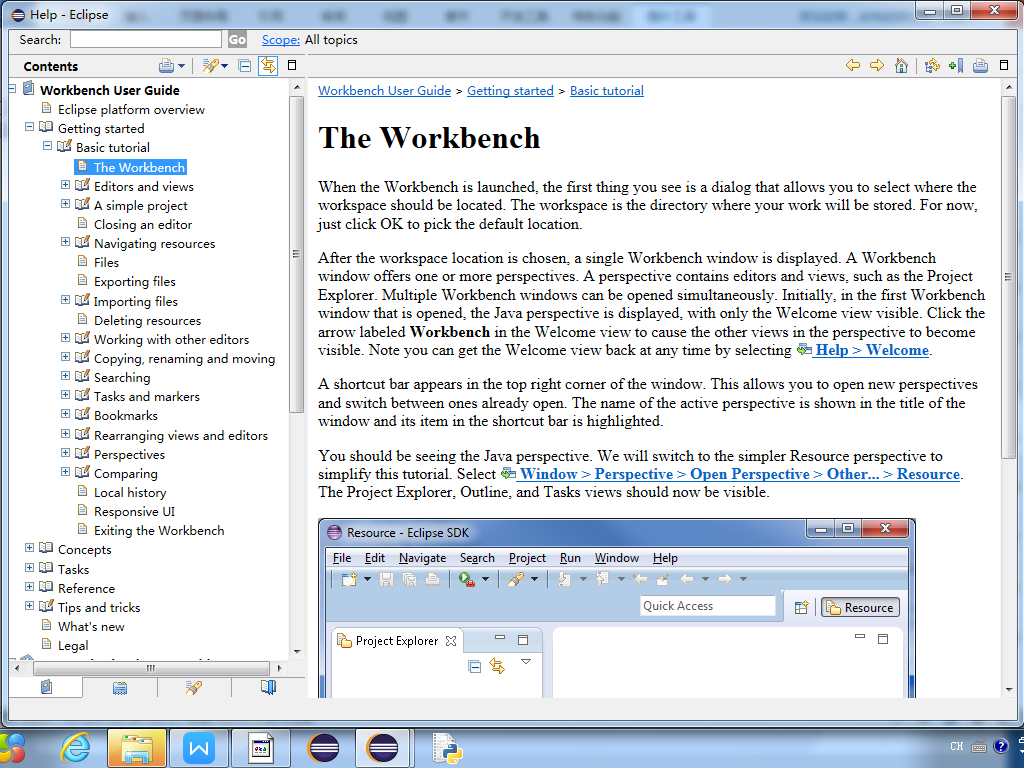 Help - Eclipse
Search:
Go
Scope: All topics
Contents
Workbench User Guide
Eclipse platform overview
Getting started
Basic tutorial
The Workbench
Editors and views
A simple project
Closing an editor
Navigating resources
Files
Exporting files
Importing files
Deleting resources
Working with other editors
Copying, renaming and moving
Searching
Tasks and markers
Bookmarks
Rearranging views and editors
Perspectives
Comparing
Local history
Responsive UI
Exiting the Workbench
Concepts
Tasks
Reference
Tips and tricks
What's new
Legal
Workbench User Guide > Getting started > Basic tutorial
The Workbench
When the Workbench is launched, the first thing you see is a dialog that allows you to select where the
workspace should be located. The workspace is the directory where your work will be stored. For now,
just click OK to pick the default location.
After the workspace location is chosen, a single Workbench window is displayed. A Workbench
window offers one or more perspectives. A perspective contains editors and views, such as the Project
Explorer. Multiple Workbench windows can be opened simultaneously. Initially, in the first Workbench
window that is opened, the Java perspective is displayed, with only the Welcome view visible. Click the
arrow labeled Workbench in the Welcome view to cause the other views in the perspective to become
visible. Note you can get the Welcome view back at any time by selecting Help > Welcome.
A shortcut bar appears in the top right corner of the window. This allows you to open new perspectives
and switch between ones already open. The name of the active perspective is shown in the title of the
window and its item in the shortcut bar is highlighted.
You should be seeing the Java perspective. We will switch to the simpler Resource perspective to
simplify this tutorial. Select Window > Perspective > Open Perspective > Other... > Resource.
The Project Explorer, Outline, and Tasks views should now be visible.
Resource - Eclipse SDK
File Edit Navigate Search Project Run Window Help
Quick Access
Resource
Project Explorer
CH